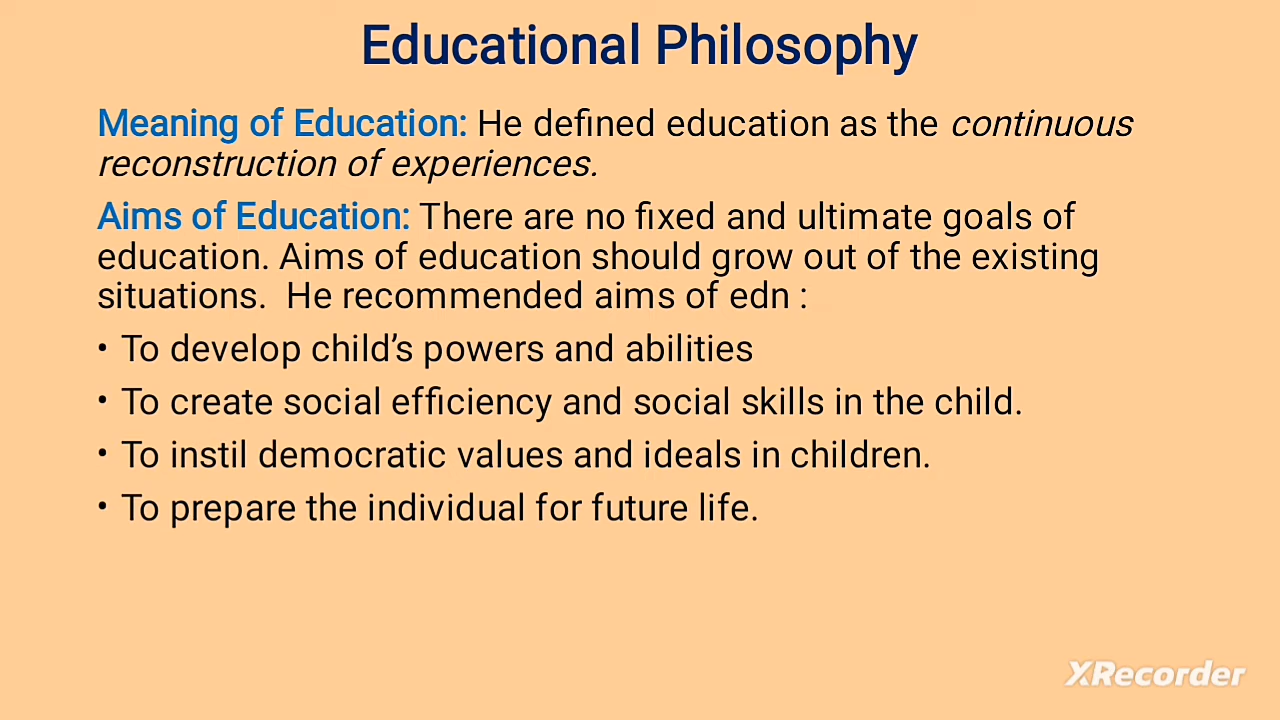 Educational Philosophy
Meaning of Education: He defined education as the continuous
reconstruction of experiences.
Aims of Education: There are no fixed and ultimate goals of
education. Aims of education should grow out of the existing
situations.  He recommended aims of edn :
• To develop child’s powers and abilities
• To create social efficiency and social skills in the child.
• To instil democratic values and ideals in children.
• To prepare the individual for future life.
XRecorder